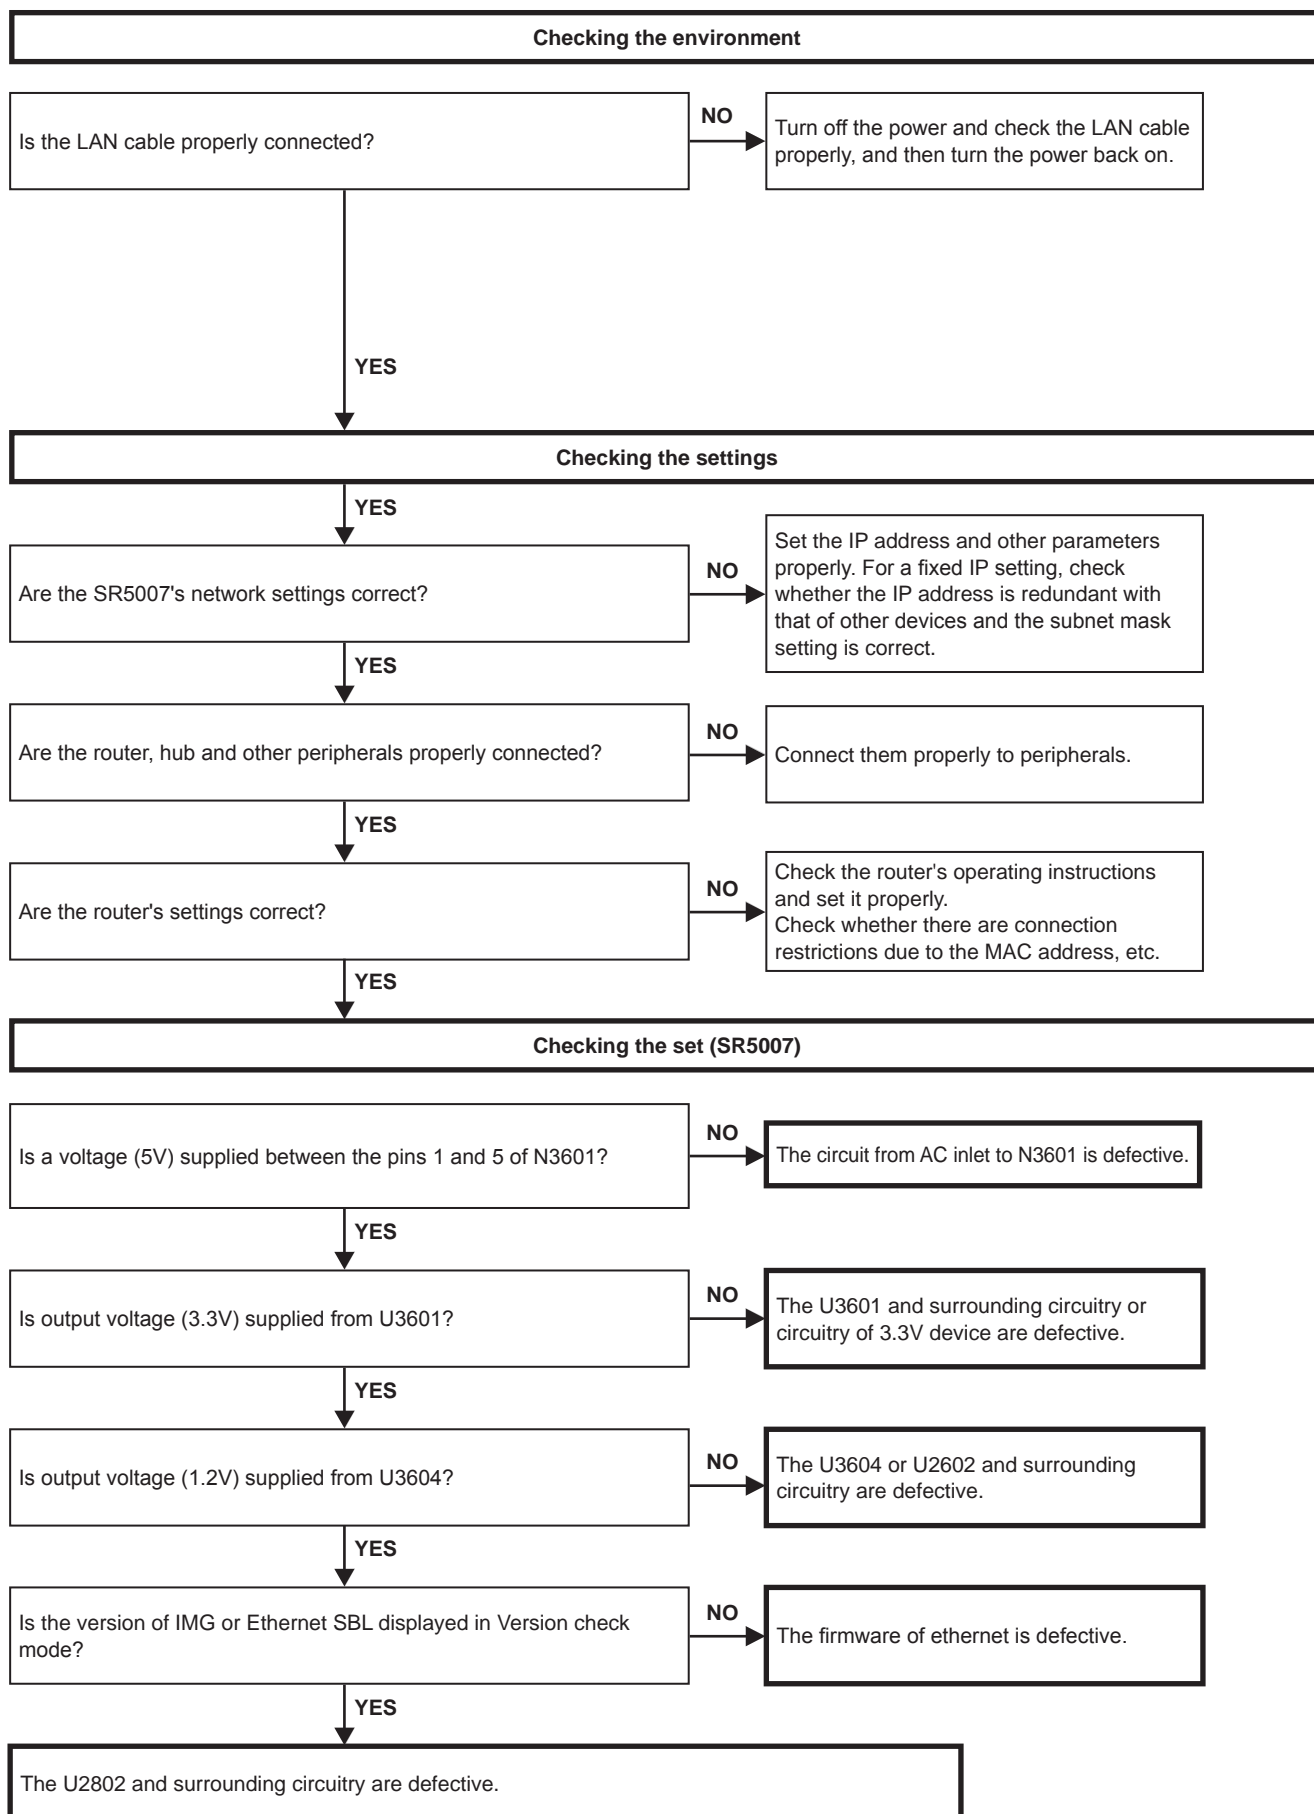 Checking the environment
Is the LAN cable properly connected?
NO
Turn off the power and check the LAN cable
properly, and then turn the power back on.
YES
Checking the settings
YES
Are the SR5007's network settings correct?
NO
Set the IP address and other parameters
properly. For a fixed IP setting, check
whether the IP address is redundant with
that of other devices and the subnet mask
setting is correct.
YES
Are the router, hub and other peripherals properly connected?
NO
Connect them properly to peripherals.
YES
Are the router's settings correct?
NO
Check the router's operating instructions
and set it properly.
Check whether there are connection
restrictions due to the MAC address, etc.
YES
Checking the set (SR5007)
Is a voltage (5V) supplied between the pins 1 and 5 of N3601?
NO
The circuit from AC inlet to N3601 is defective.
YES
Is output voltage (3.3V) supplied from U3601?
NO
The U3601 and surrounding circuitry or
circuitry of 3.3V device are defective.
YES
Is output voltage (1.2V) supplied from U3604?
NO
The U3604 or U2602 and surrounding
circuitry are defective.
YES
Is the version of IMG or Ethernet SBL displayed in Version check
mode?
NO
The firmware of ethernet is defective.
YES
The U2802 and surrounding circuitry are defective.